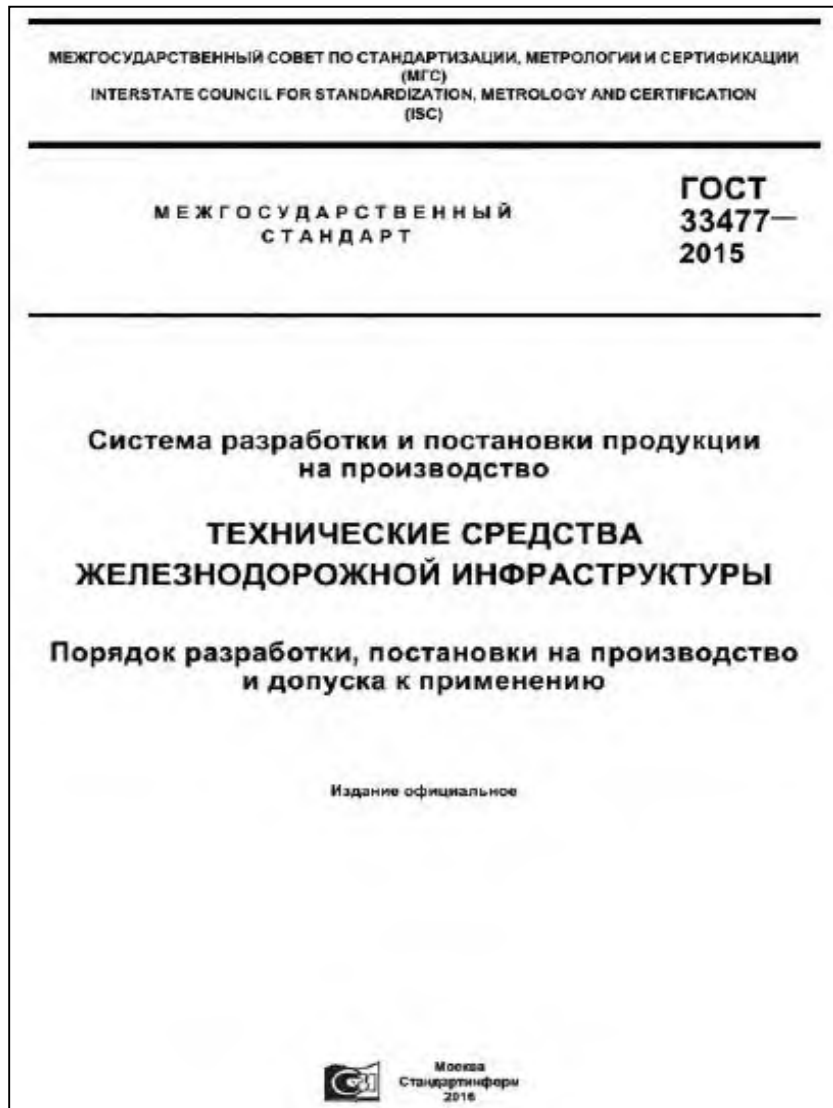 МЕЖГОСУДАРСТВЕННЫЙ СОВЕТ ПО СТАНДАРТИЗАЦИИ, МЕТРОЛОГИИ И СЕРТИФИКАЦИИ
(МГС)
INTERSTATE COUNCIL FOR STANDARDIZATION, METROLOGY AND CERTIFICATION
(ISC)
МЕЖГОСУДАРСТВЕННЫЙ
СТАНДАРТ
ГОСТ
33477—
2015
Система разработки и постановки продукции
на производство
ТЕХНИЧЕСКИЕ СРЕДСТВА
ЖЕЛЕЗНОДОРОЖНОЙ ИНФРАСТРУКТУРЫ
Порядок разработки, постановки на производство
и допуска к применению
Издание официальное
Москва
Стандартинформ
2016